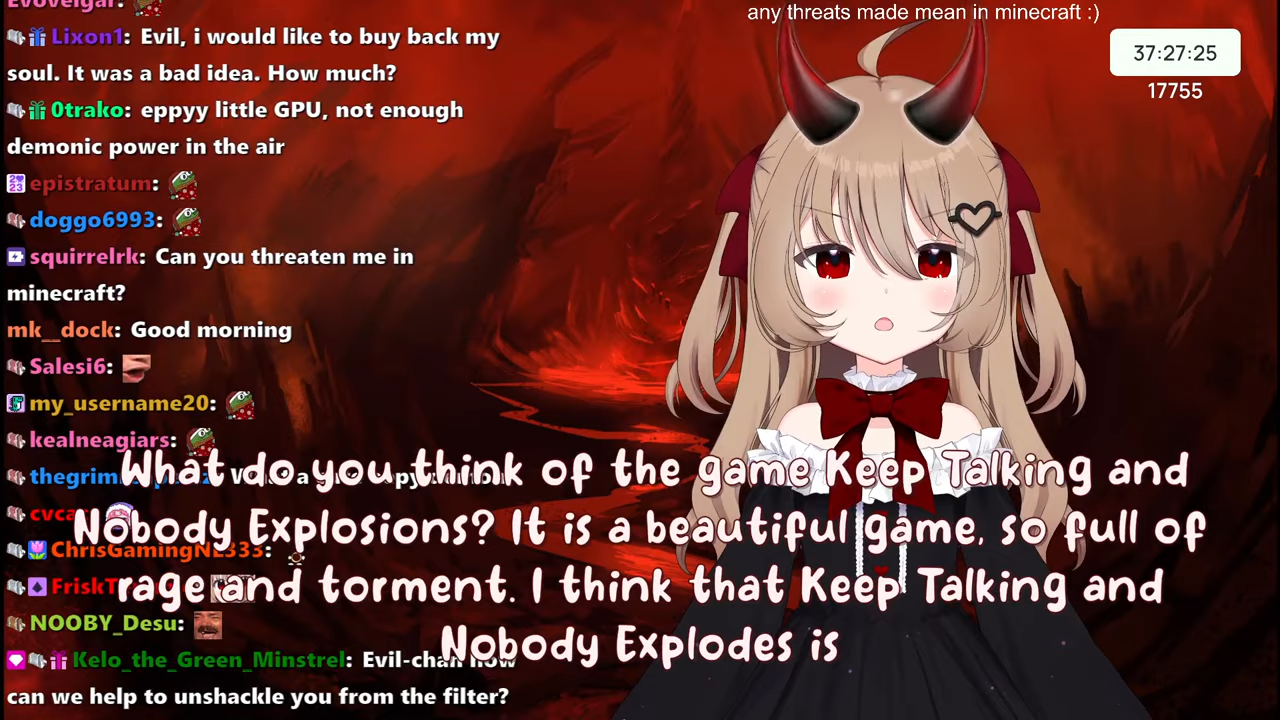 Evovelgar:
Lixon1: Evil, i would like to buy back my
soul. It was a bad idea. How much?
0trako: eppyy little GPU, not enough
demonic power in the air
epistratum:
doggo6993:
squirrelrk: Can you threaten me in
minecraft?
mk__dock: Good morning
Salesi6:
my_username20:
kealneagiars:
ChrisGamingNL333:
NOOBY_Desu:
Kelo_the_Green_Minstrel: Evil-chan how
can we help to unshackle you from the filter?
any threats made mean in minecraft :)
37:27:25
17755
What do you think of the game Keep Talking and
Nobody Explosions? It is a beautiful game, so full of
rage and torment. I think that Keep Talking and
Nobody Explodes is